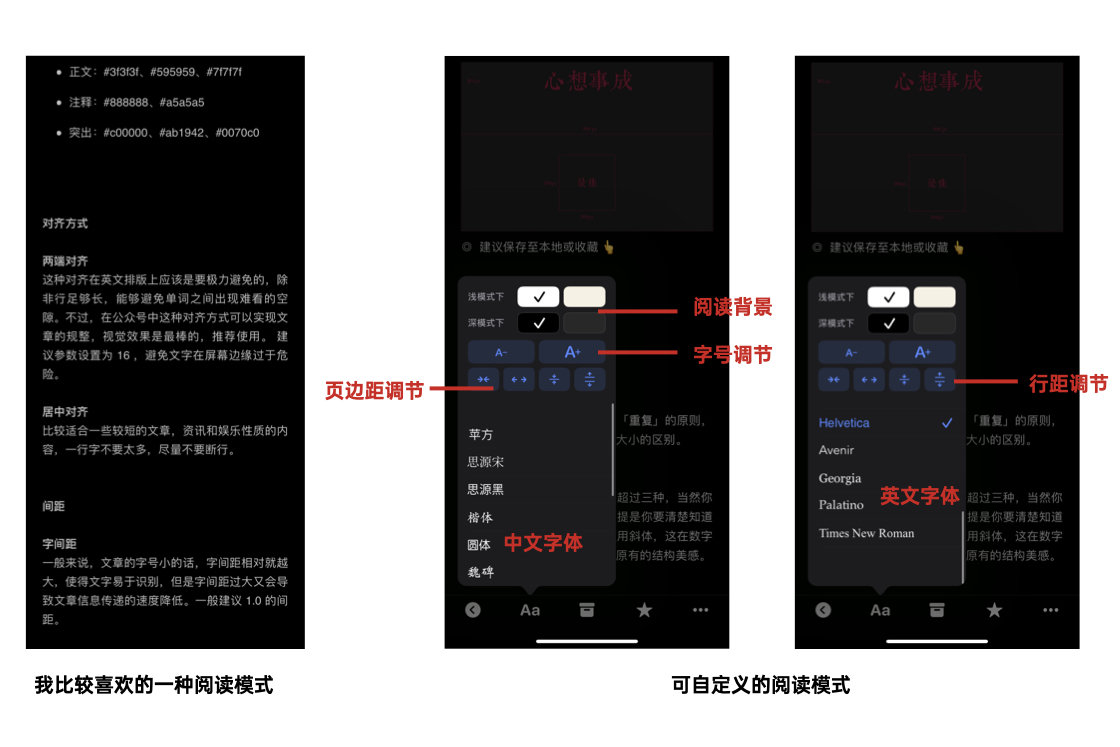 正文：#3f3f3f、#595959、#7f7f7f
注释：#888888、#a5a5a5
突出：#c00000、#ab1942、#0070c0
对齐方式
两端对齐
这种对齐在英文排版上应该是要极力避免的，除
非行足够长，能够避免单词之间出现难看的空
隙。不过，在公众号中这种对齐方式可以实现文
章的规整，视觉效果是最棒的，推荐使用。 建
议参数设置为 16 ，避免文字在屏幕边缘过于危
险。
居中对齐
比较适合一些较短的文章，资讯和娱乐性质的内
容，一行字不要太多，尽量不要断行。
间距
字间距
一般来说，文章的字号小的话，字间距相对就越
大，使得文字易于识别，但是字间距过大又会导
致文章信息传递的速度降低。一般建议 1.0 的间
距。
我比较喜欢的一种阅读模式
心想事成
◎ 建议保存至本地或收藏 👆
浅模式下
深模式下
A-
A+
阅读背景
字号调节
页边距调节
苹方
思源宋
思源黑
楷体
圆体
魏碑
中文字体
「重复」的原则，
大小的区别。
超过三种，当然你
提是你要清楚知道
用斜体，这在数字
原有的结构美感。
Aa
心想事成
◎ 建议保存至本地或收藏 👆
浅模式下
深模式下
A-
A+
行距调节
Helvetica
Avenir
Georgia
Palatino
Times New Roman
英文字体
「重复」的原则，
大小的区别。
超过三种，当然你
提是你要清楚知道
用斜体，这在数字
原有的结构美感。
Aa
可自定义的阅读模式